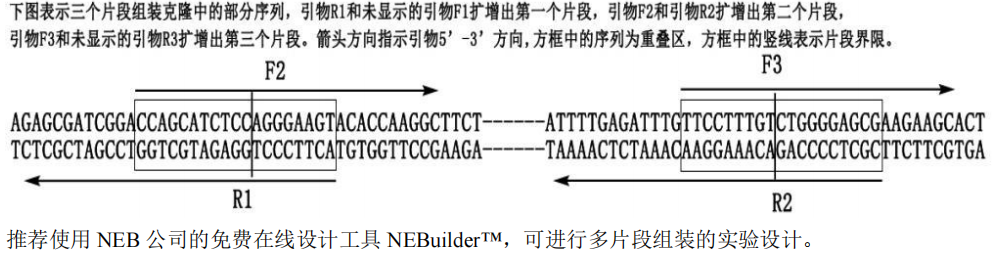 下图表示三个片段组装克隆中的部分序列，引物R1和未显示的引物F1扩增出第一个片段，引物F2和引物R2扩增出第二个片段，
引物F3和未显示的引物R3扩增出第三个片段。箭头方向指示引物5’-3’方向，方框中的序列为重叠区，方框中的竖线表示片段界限。
F2 F3
AGAGCGATCGGACCAGCATCTCCAGGGAAGTACACCAAGGCTTCT------ATTTTGAGATTTGTTCCTTTGTCTGGGGAGCGAAGAAGCACT
TCTCGCTAGCCTGGTCGTAGAGGTCCCTTCATGTGGTTCCGAAGA------TAAAACTCTAAACAAGGAAACAGACCCCTCGCTTCTTCGTGA
R1 R2
推荐使用 NEB 公司的免费在线设计工具 NEBuilder™，可进行多片段组装的实验设计。